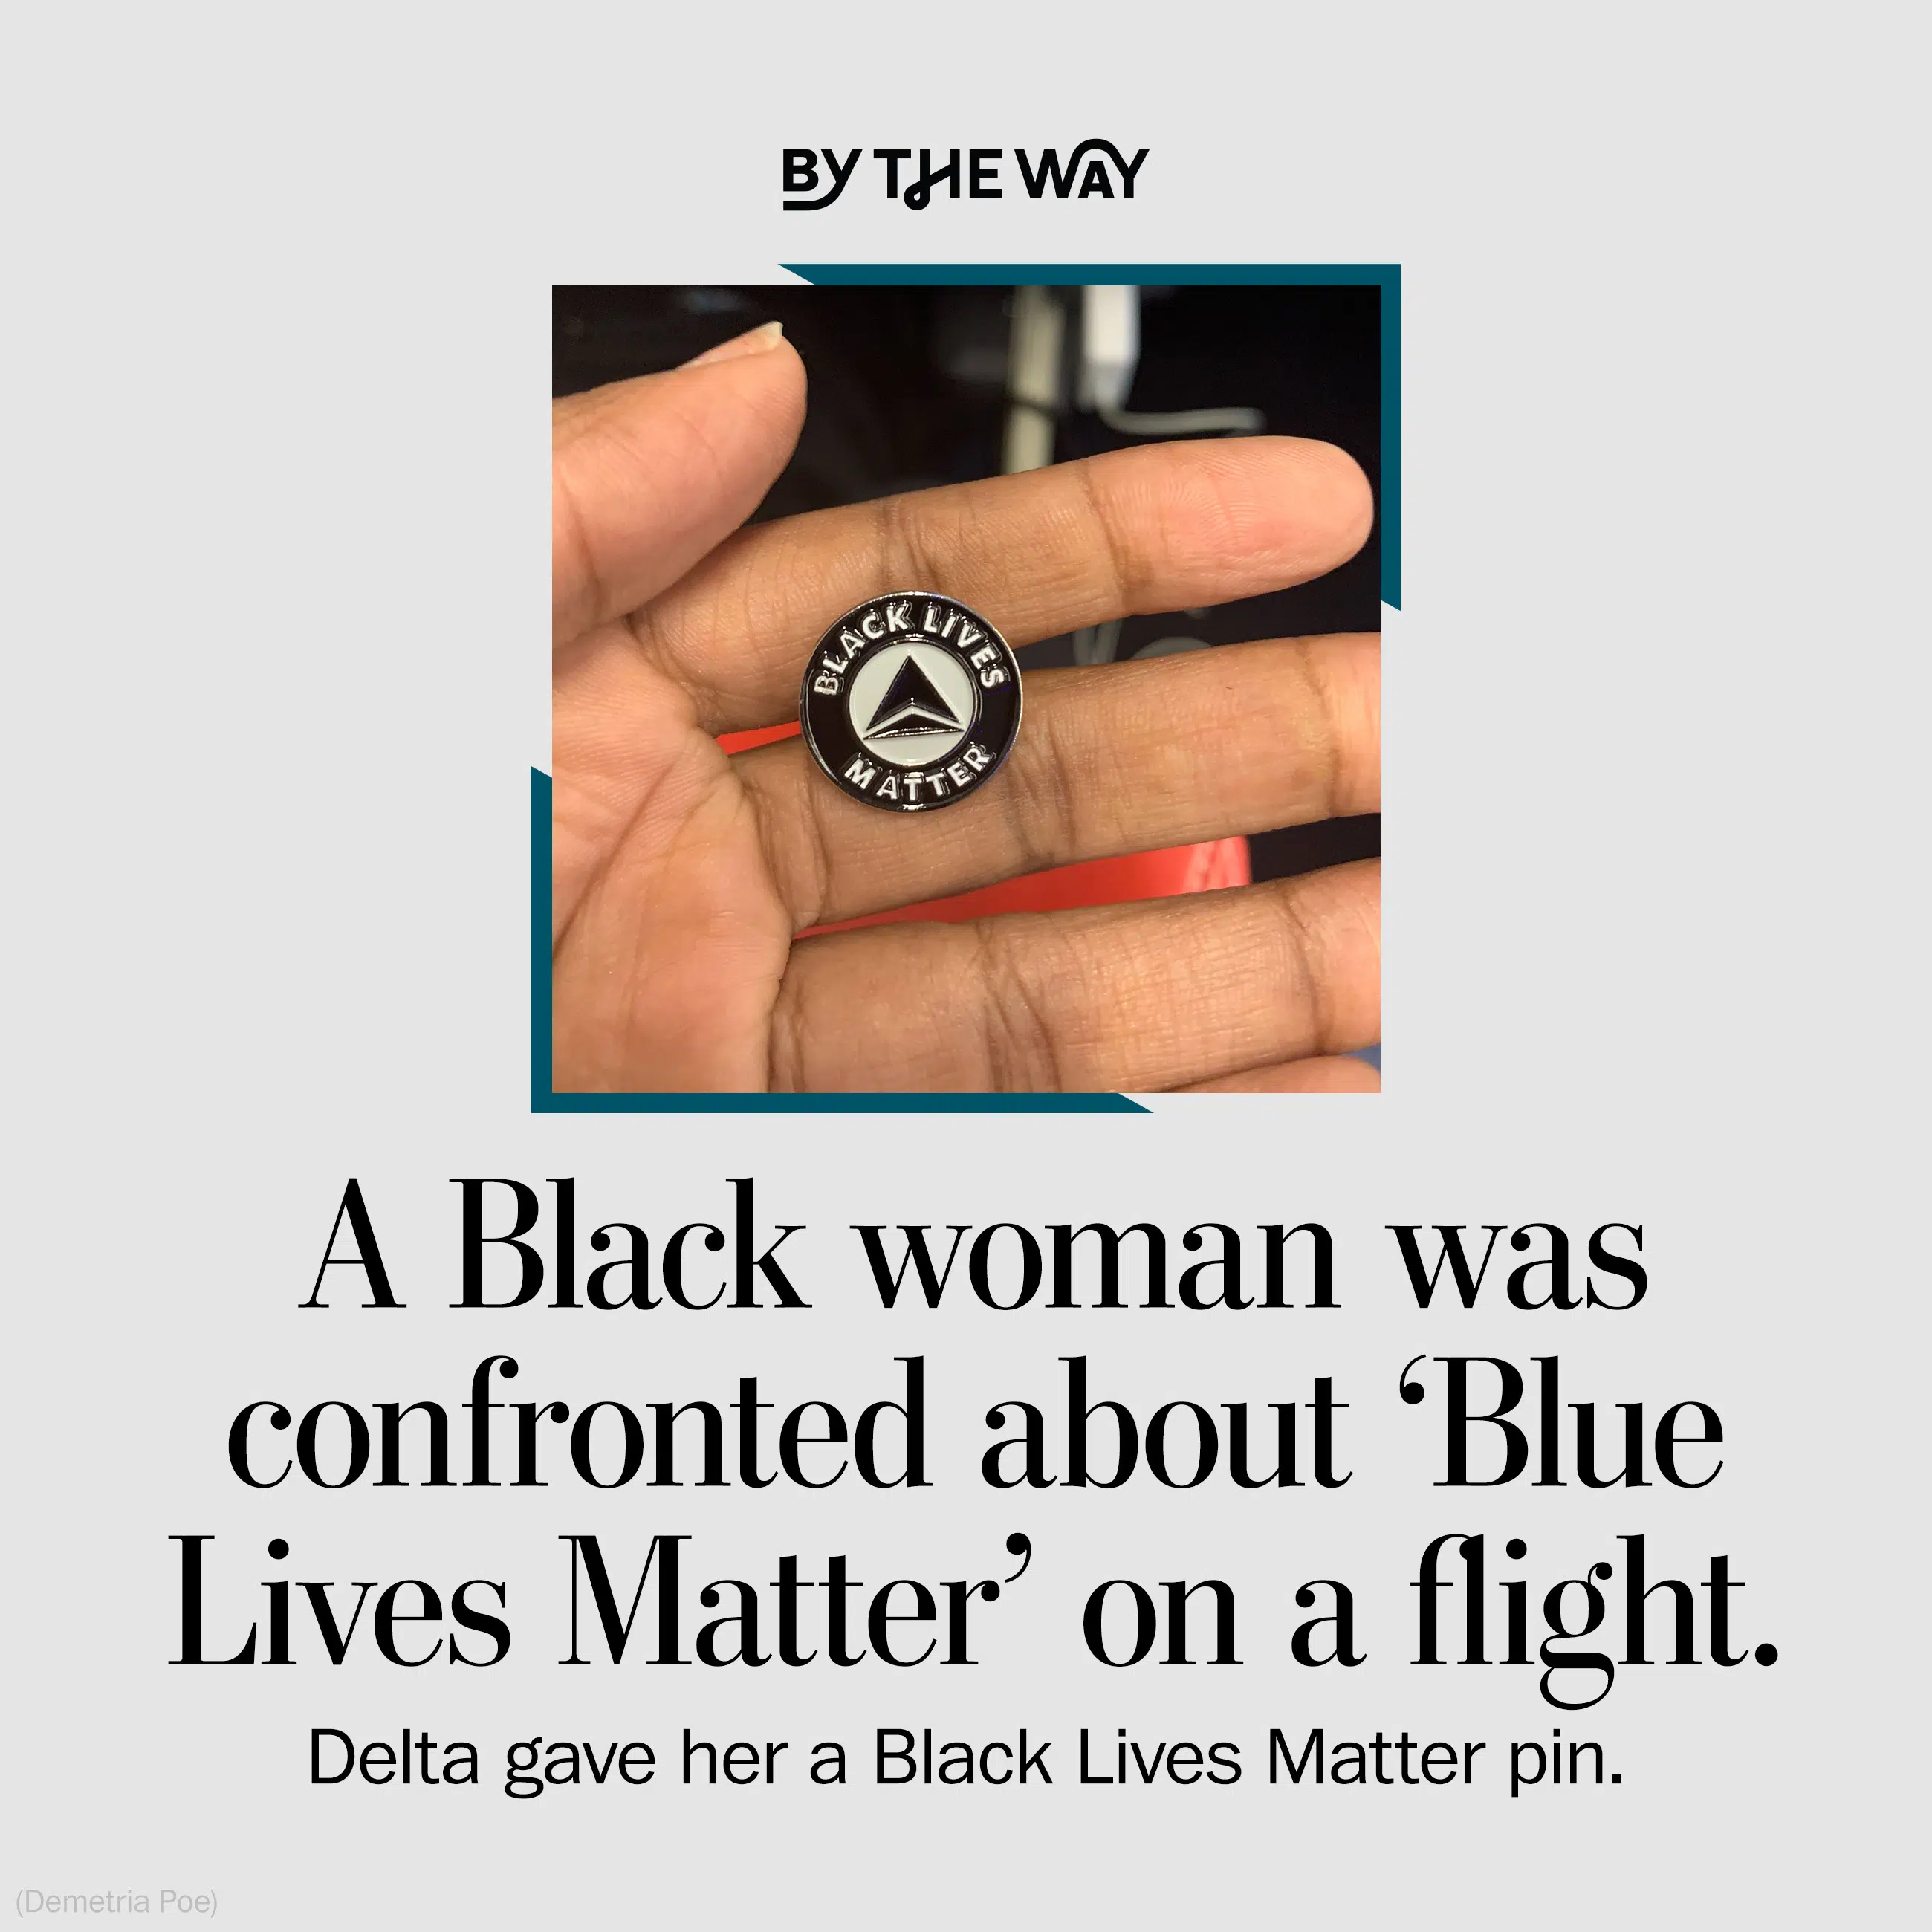 BY THE WAY
BLACK LIVES
MATTER
A Black woman was
confronted about ‘Blue
Lives Matter’ on a flight.
Delta gave her a Black Lives Matter pin.
(Demetria Poe)